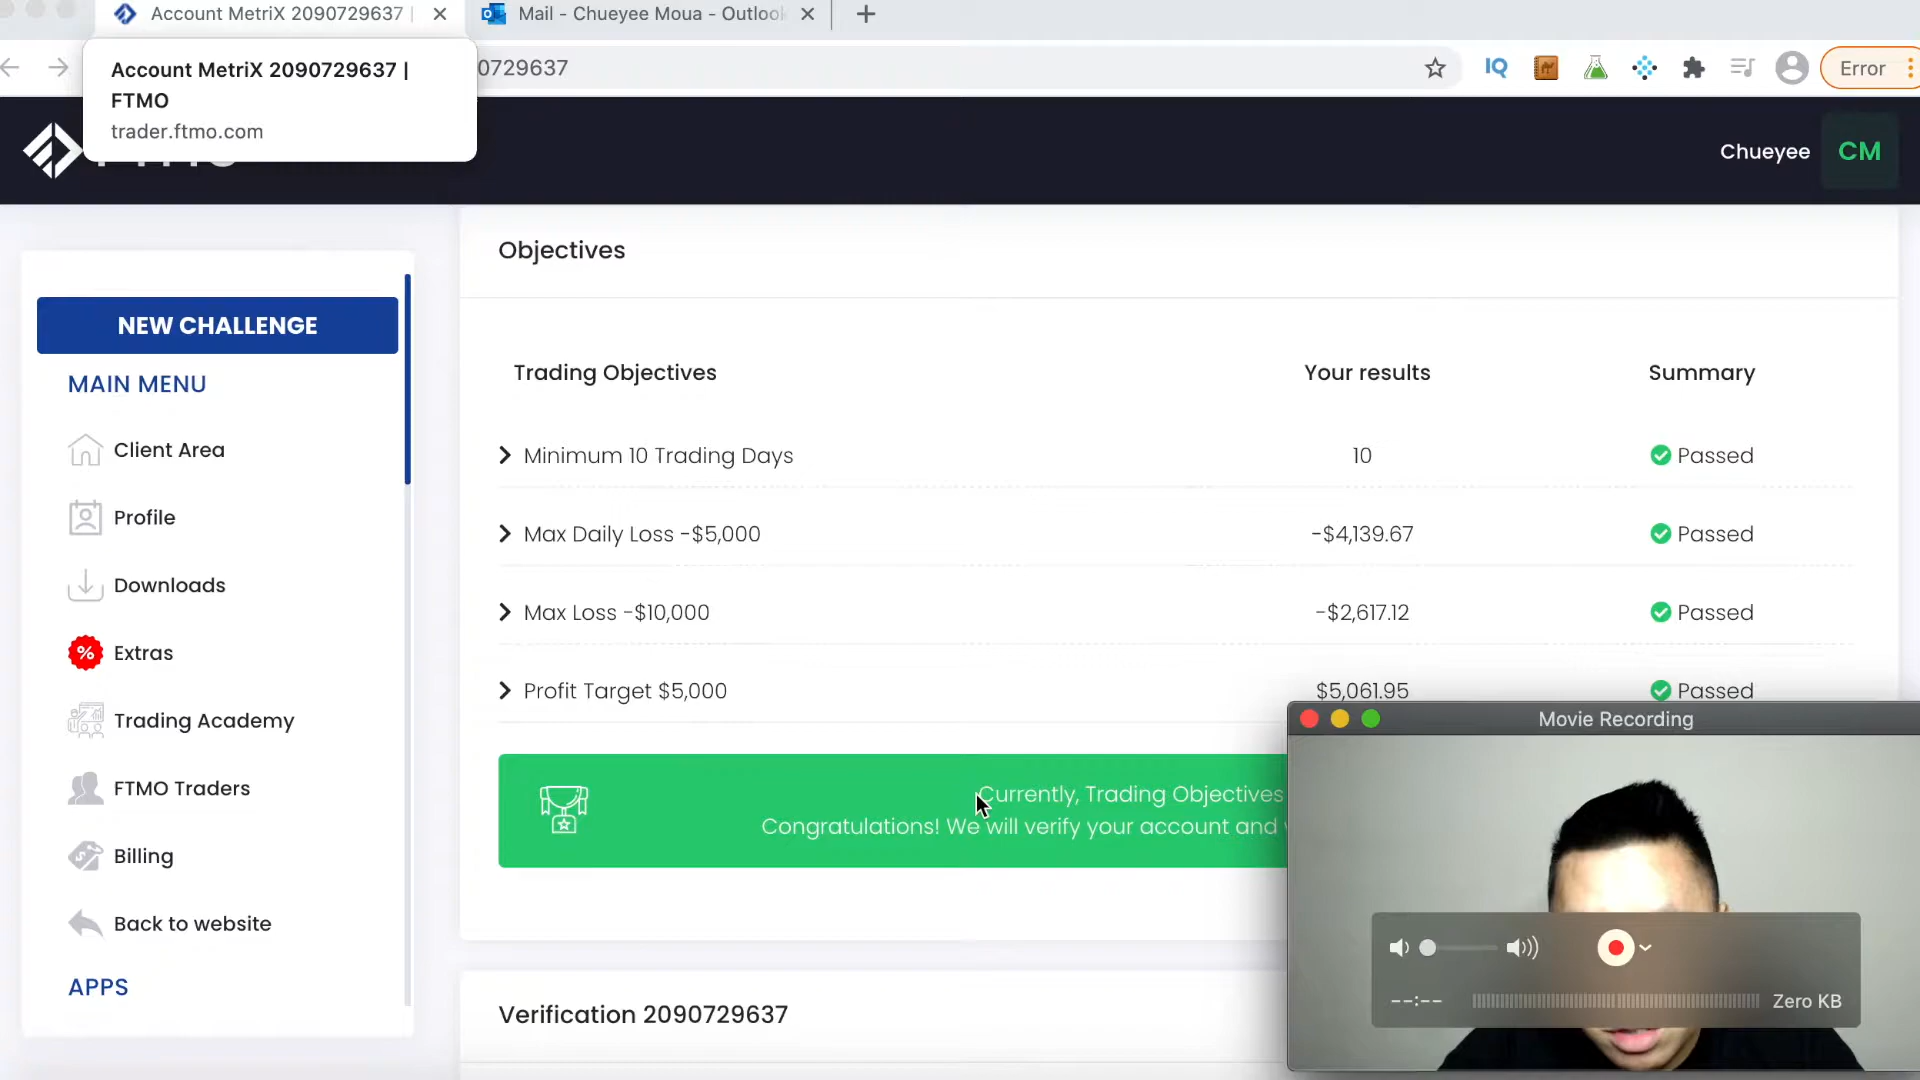 Account MetriX 2090729637 |
Mail - Chueyee Moua - Outlook
Account MetriX 2090729637 |
FTMO
trader.ftmo.com
0729637
IQ
Error
Chueyee
CM
NEW CHALLENGE
MAIN MENU
Client Area
Profile
Downloads
%
Extras
Trading Academy
FTMO Traders
Billing
Back to website
APPS
Objectives
Trading Objectives Your results Summary
Minimum 10 Trading Days 10 Passed
Max Daily Loss -$5,000 -$4,139.67 Passed
Max Loss -$10,000 -$2,617.12 Passed
Profit Target $5,000 $5,061.95 Passed
Currently, Trading Objectives
Congratulations! We will verify your account and
Verification 2090729637
Movie Recording
--:-- Zero KB